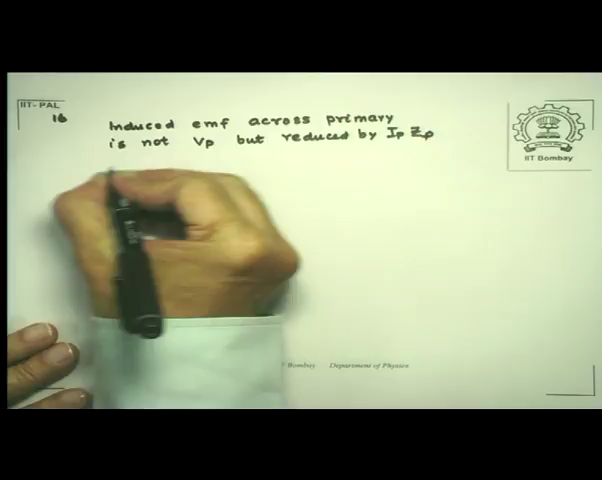 IIT- PAL
16
Induced emf across primary
is not Vp but reduced by Ip Zp
IIT Bombay
Bombay Department of Physics